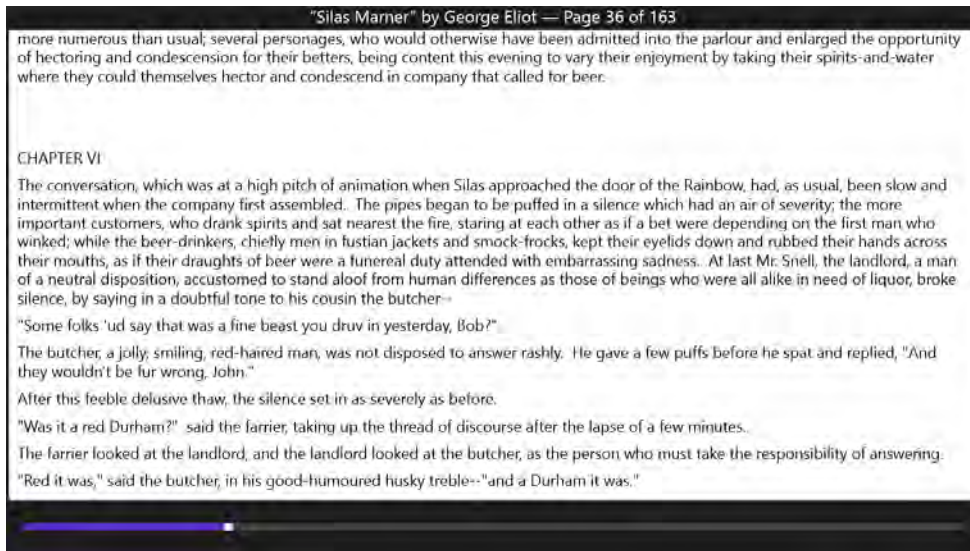 "Silas Marner" by George Eliot — Page 36 of 163
more numerous than usual; several personages, who would otherwise have been admitted into the parlour and enlarged the opportunity
of hectoring and condescension for their betters, being content this evening to vary their enjoyment by taking their spirits-and-water
where they could themselves hector and condescend in company that called for beer.
CHAPTER VI
The conversation, which was at a high pitch of animation when Silas approached the door of the Rainbow, had, as usual, been slow and
intermittent when the company first assembled. The pipes began to be puffed in a silence which had an air of severity; the more
important customers, who drank spirits and sat nearest the fire, staring at each other as if a bet were depending on the first man who
winked; while the beer-drinkers, chiefly men in fustian jackets and smock-frocks, kept their eyelids down and rubbed their hands across
their mouths, as if their draughts of beer were a funereal duty attended with embarrassing sadness. At last Mr. Snell, the landlord, a man
of a neutral disposition, accustomed to stand aloof from human differences as those of beings who were all alike in need of liquor, broke
silence, by saying in a doubtful tone to his cousin the butcher--
"Some folks 'ud say that was a fine beast you druv in yesterday, Bob?"
The butcher, a jolly, smiling, red-haired man, was not disposed to answer rashly. He gave a few puffs before he spat and replied, "And
they wouldn't be fur wrong, John."
After this feeble delusive thaw, the silence set in as severely as before.
"Was it a red Durham?" said the farrier, taking up the thread of discourse after the lapse of a few minutes.
The farrier looked at the landlord, and the landlord looked at the butcher, as the person who must take the responsibility of answering.
"Red it was," said the butcher, in his good-humoured husky treble--"and a Durham it was."